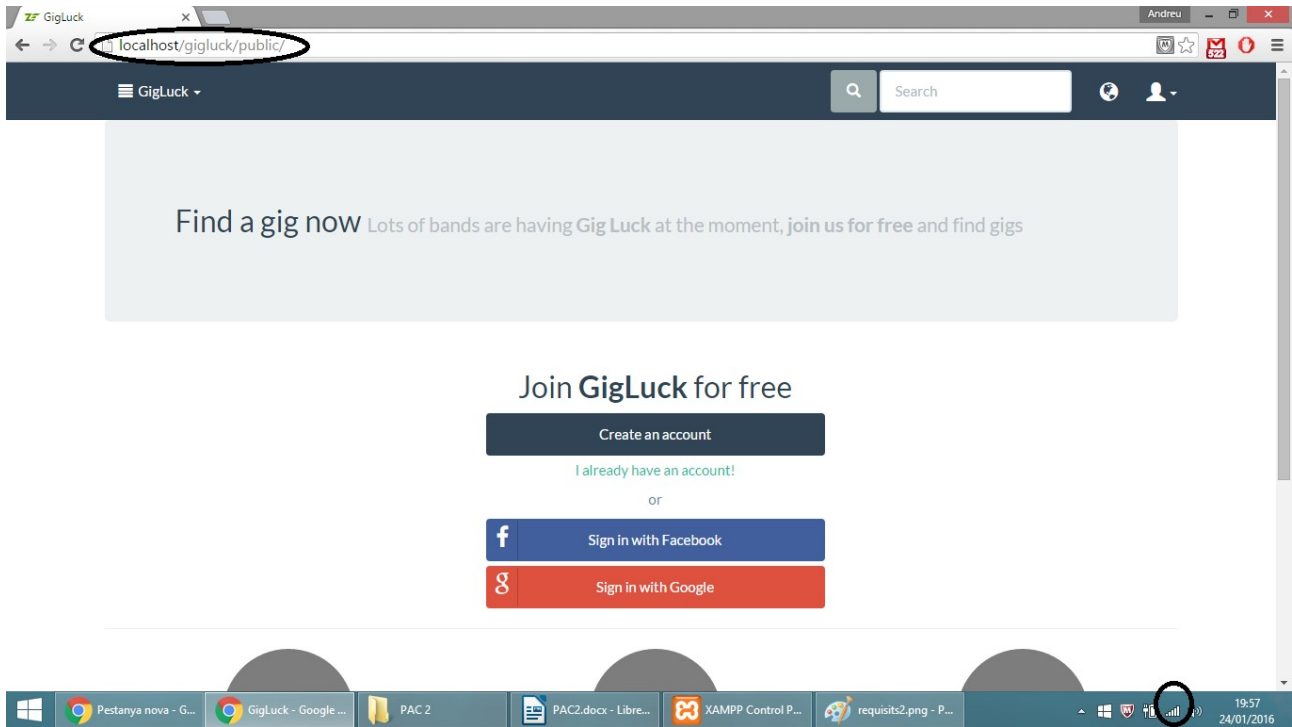 GigLuck
Andreu
localhost/gigluck/public/
522
GigLuck
Search
Find a gig now Lots of bands are having Gig Luck at the moment, join us for free and find gigs
Join GigLuck for free
Create an account
I already have an account!
or
f Sign in with Facebook
g Sign in with Google
Pestanya nova - G...
GigLuck - Google ...
PAC 2
PAC2.docx - Libre...
XAMPP Control P...
requisits2.png - P...
19:57
24/01/2016